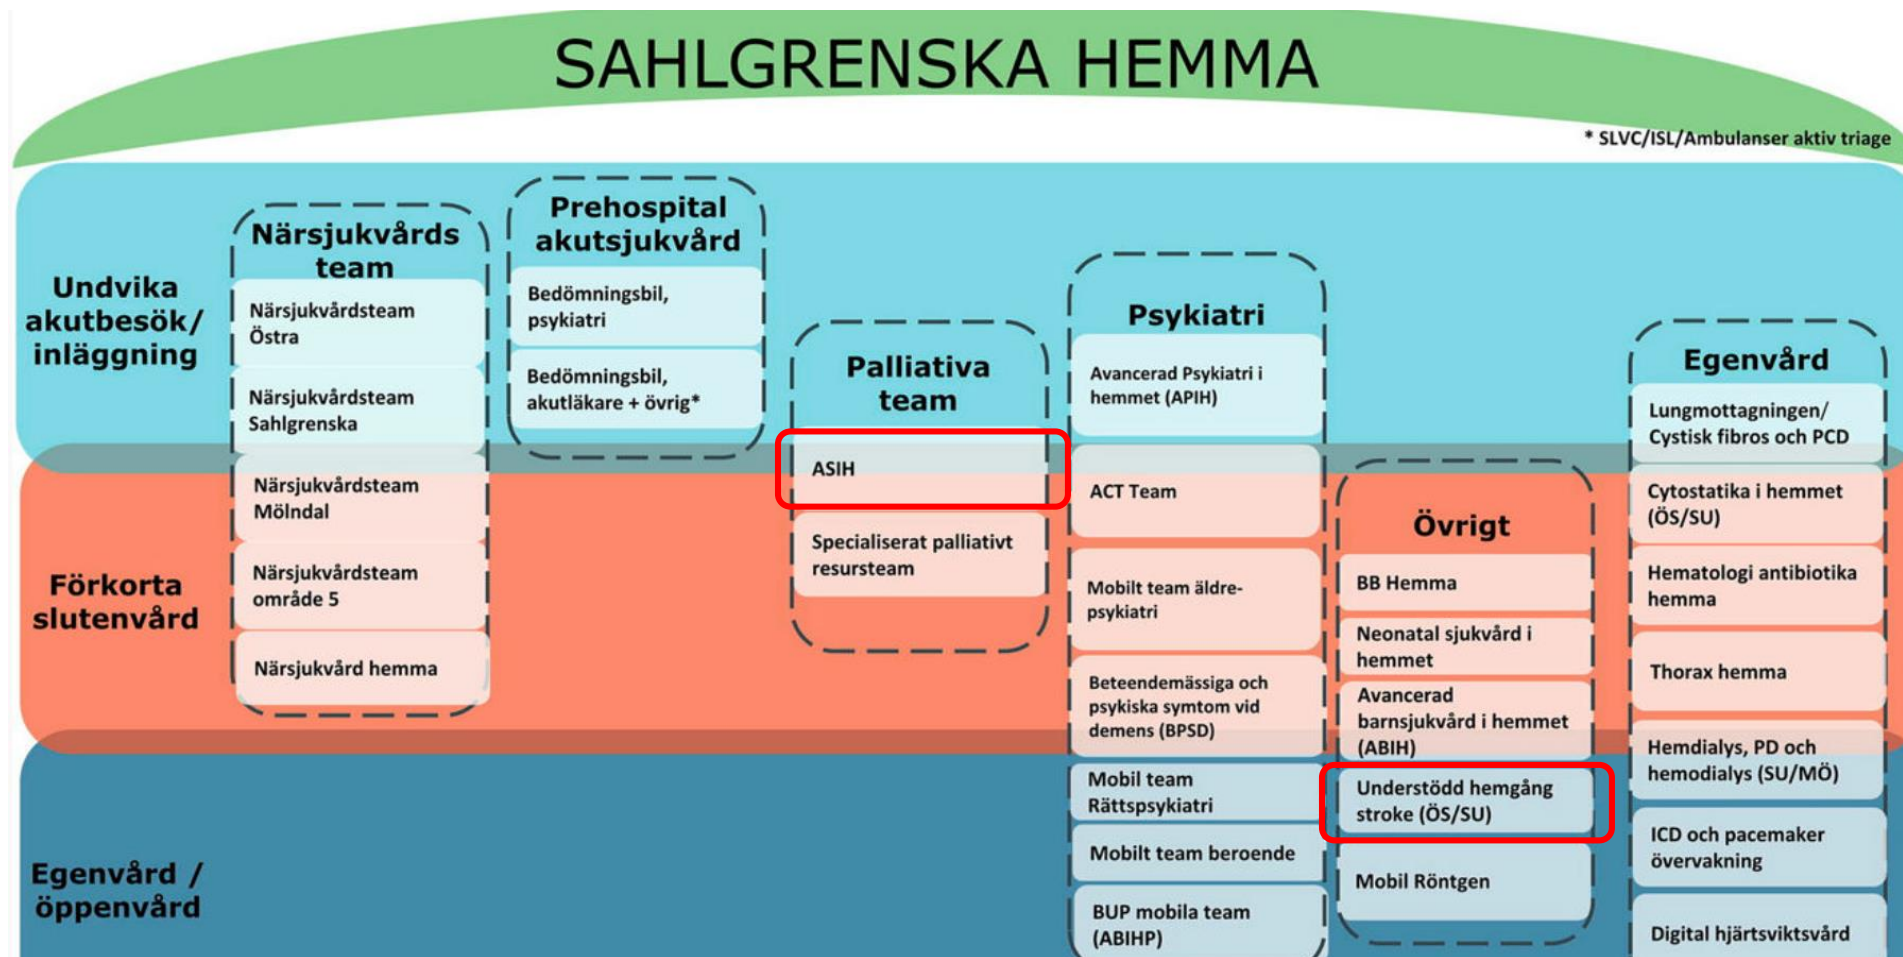 SAHLGRENSKA HEMMA
* SLVC/ISL/Ambulanser aktiv triage
Undvika
akutbesök/
inläggning
Förkorta
slutenvård
Egenvård /
öppenvård
Närsjukvårds
team
Närsjukvårdsteam
Östra
Närsjukvårdsteam
Sahlgrenska
Närsjukvårdsteam
Mölndal
Närsjukvårdsteam
område 5
Närsjukvård hemma
Prehospital
akutsjukvård
Bedömningsbil,
psykiatri
Bedömningsbil,
akutläkare + övrig*
Palliativa
team
ASIH
Specialiserat palliativt
resursteam
Psykiatri
Avancerad Psykiatri i
hemmet (APIH)
ACT Team
Mobilt team äldre-
psykiatri
Beteendemässiga och
psykiska symtom vid
demens (BPSD)
Mobil team
Rättspsykiatri
Mobilt team beroende
BUP mobila team
(ABIHP)
Övrigt
BB Hemma
Neonatal sjukvård i
hemmet
Avancerad
barnsjukvård i hemmet
(ABIH)
Understödd hemgång
stroke (ÖS/SU)
Mobil Röntgen
Egenvård
Lungmottagningen/
Cystisk fibros och PCD
Cytostatika i hemmet
(ÖS/SU)
Hematologi antibiotika
hemma
Thorax hemma
Hemdialys, PD och
hemodialys (SU/MÖ)
ICD och pacemaker
övervakning
Digital hjärtsviktsvård